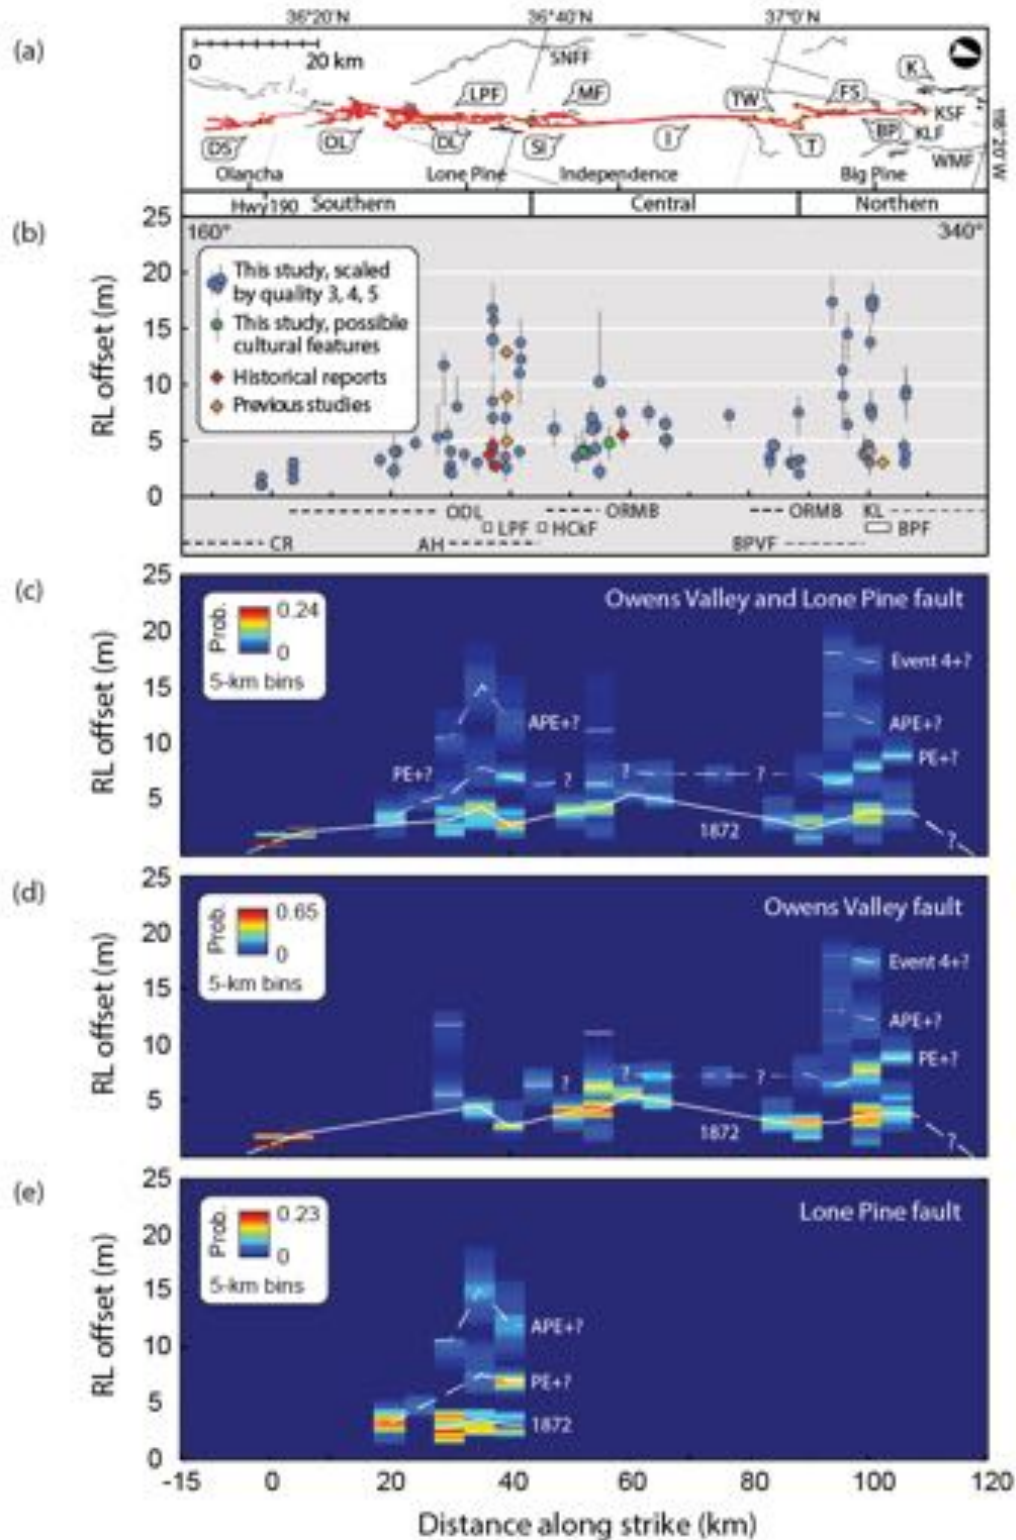 36°20'N 36°40'N 37°0'N
(a)
0 20 km
SNFF
K
LPF MF TW FS
KSF
DS OL DL SI I T BP KLF
WMF
118°20'W
Olancha Lone Pine Independence Big Pine
Hwy190 Southern Central Northern
(b)
160° 340°
This study, scaled
by quality 3, 4, 5
This study, possible
cultural features
Historical reports
Previous studies
RL offset (m)
25
20
15
10
5
0
ODL ORMB ORMB KL
LPF HCkF BPF
CR AH BPVF
(c)
Owens Valley and Lone Pine fault
Prob.
0.24
0
5-km bins
RL offset (m)
25
20
15
10
5
Event 4+?
APE+?
APE+?
PE+?
PE+?
? ? ?
1872
?
(d)
Owens Valley fault
Prob.
0.65
0
5-km bins
RL offset (m)
25
20
15
10
5
Event 4+?
APE+?
PE+?
? ? ?
1872
?
(e)
Lone Pine fault
Prob.
0.23
0
5-km bins
RL offset (m)
25
20
15
10
5
0
APE+?
PE+?
1872
-15 0 20 40 60 80 100 120
Distance along strike (km)